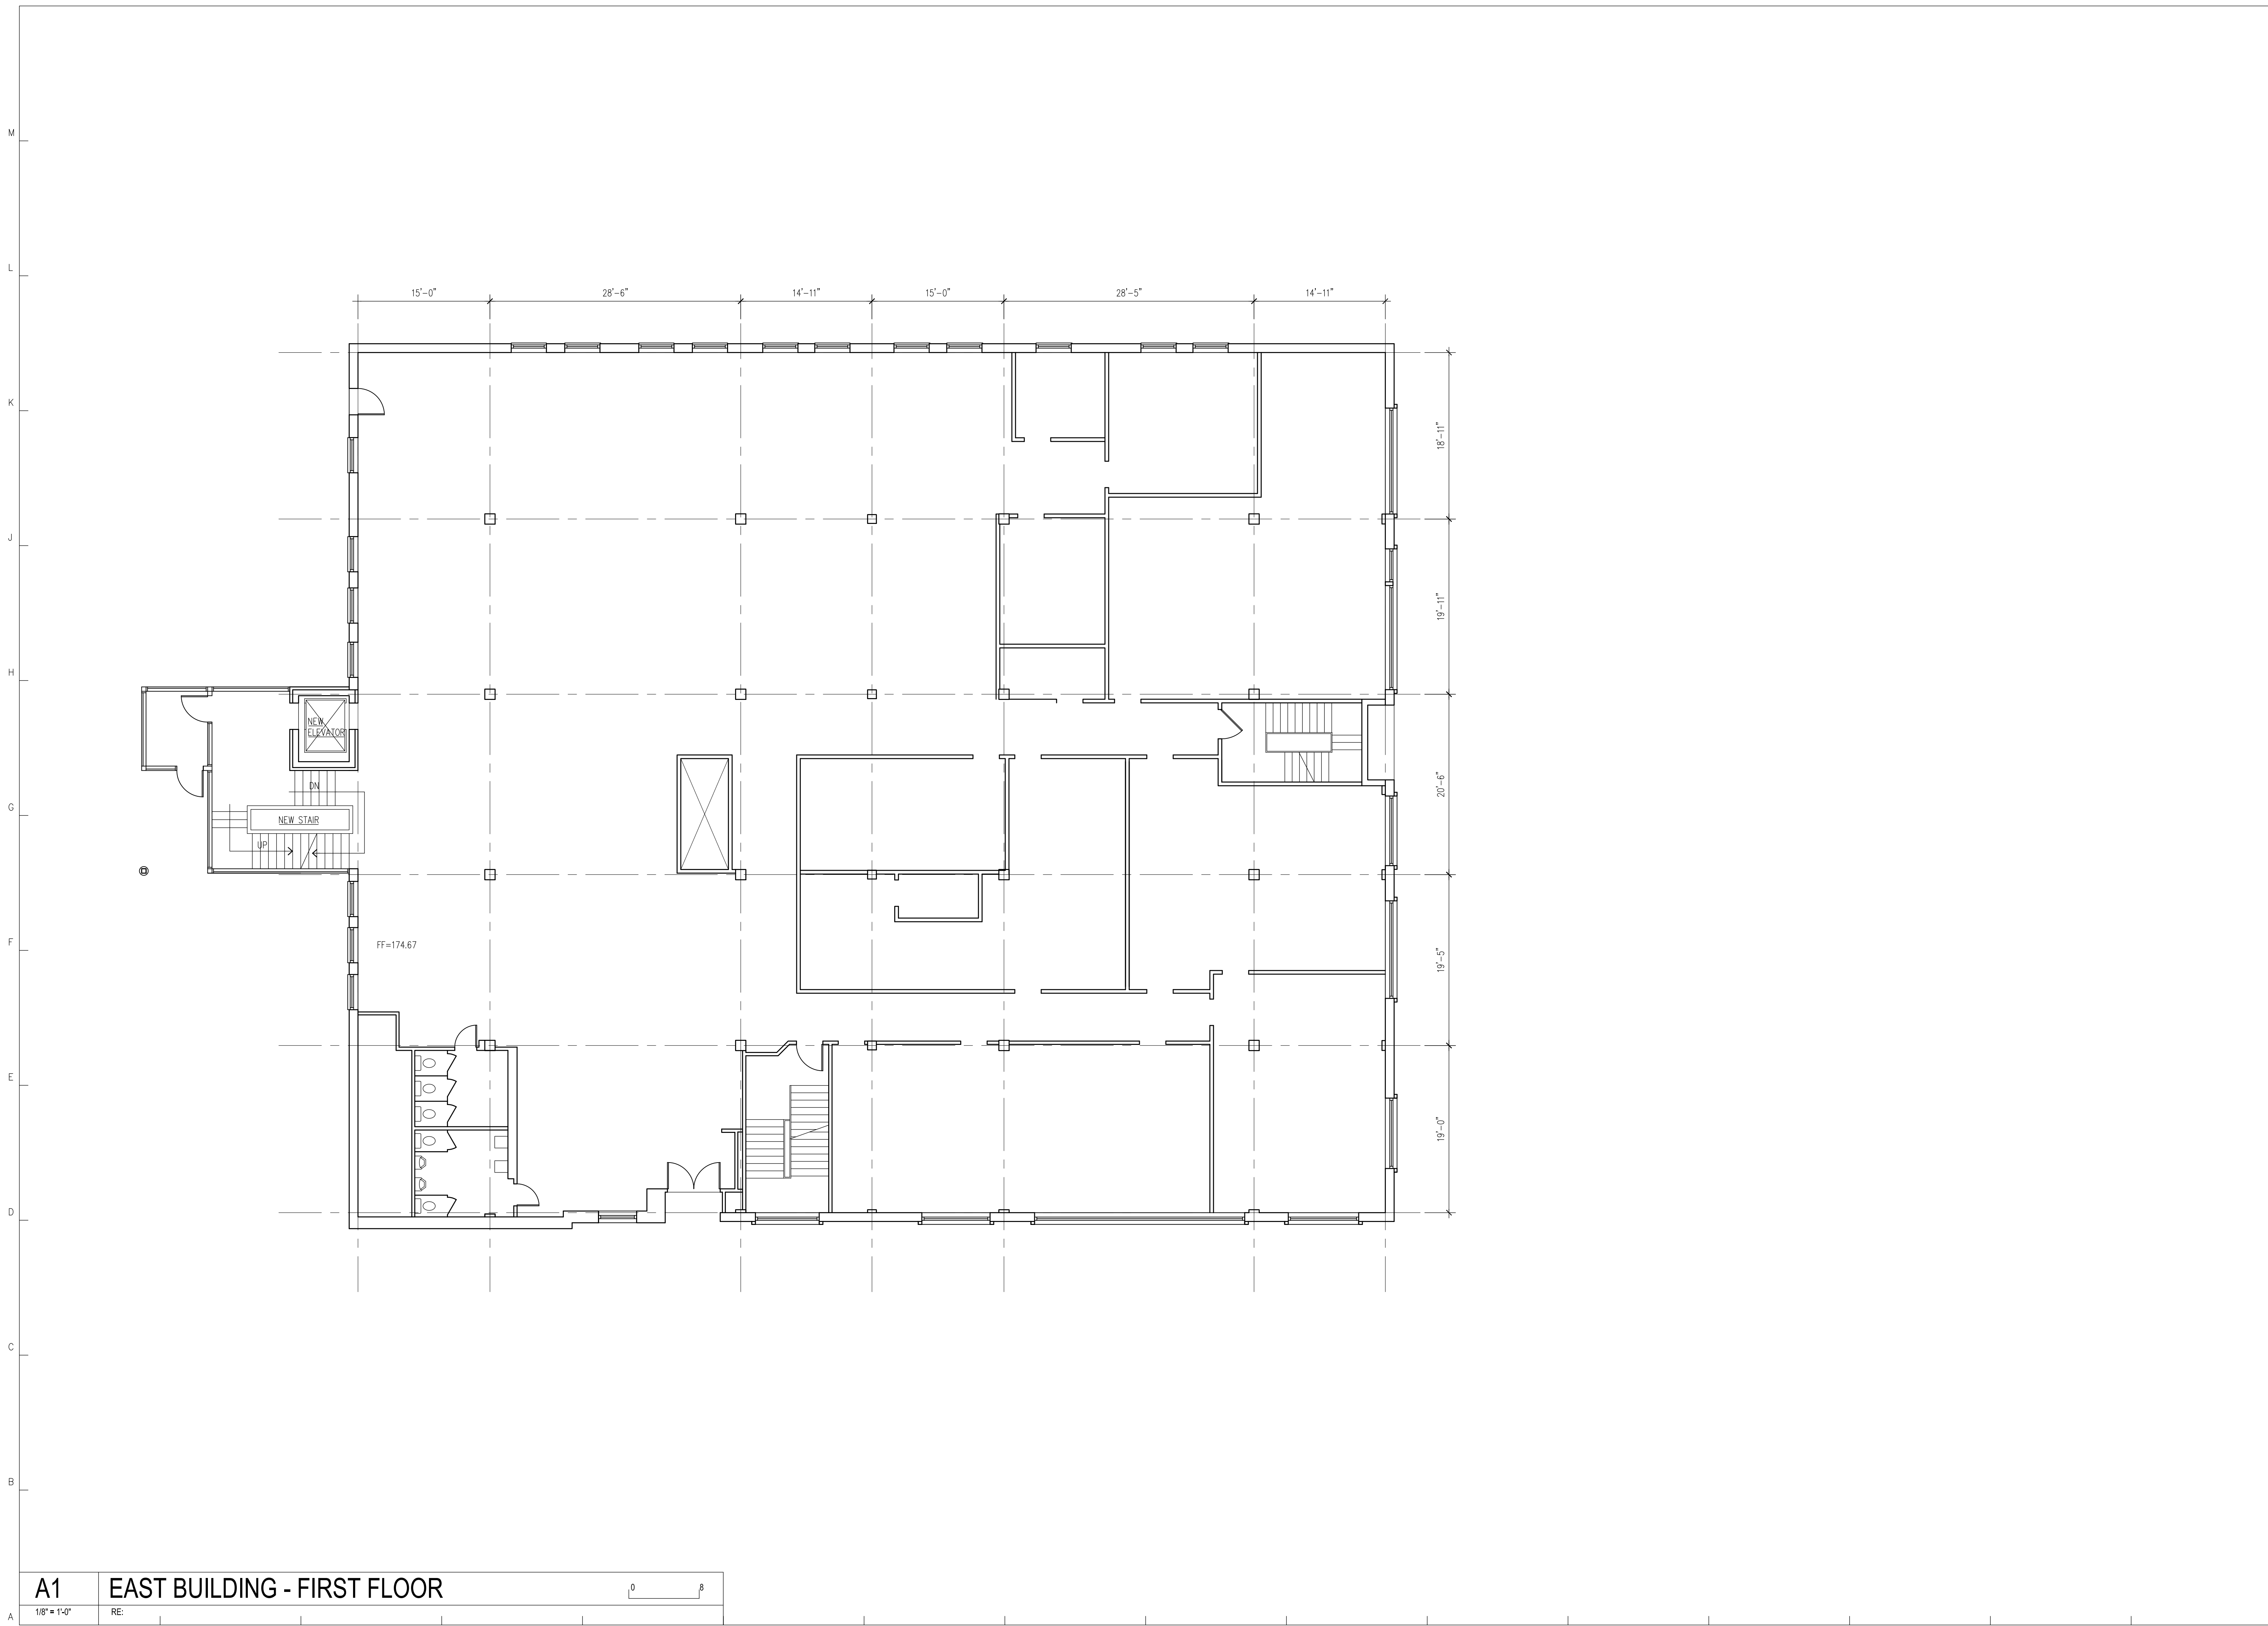 M
L
15'-0" 28'-6" 14'-11" 15'-0" 28'-5" 14'-11"
K
18'-11"
J
19'-11"
H
NEW
ELEVATOR
DN
20'-6"
G
NEW STAIR
UP
F
FF=174.67
19'-5"
E
19'-0"
D
C
B
A1 EAST BUILDING - FIRST FLOOR 0 8
1/8" = 1'-0" RE:
A